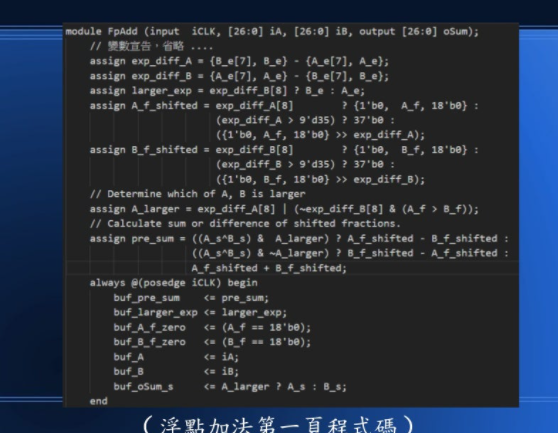 module FpAdd (input  iCLK, [26:0] iA, [26:0] iB, output [26:0] oSum);
// 變數宣告，省略 ....
assign exp_diff_A = {B_e[7], B_e} - {A_e[7], A_e};
assign exp_diff_B = {A_e[7], A_e} - {B_e[7], B_e};
assign larger_exp = exp_diff_B[8] ? B_e : A_e;
assign A_f_shifted = exp_diff_A[8]        ? {1'b0,  A_f, 18'b0} :
(exp_diff_A > 9'd35) ? 37'b0 :
({1'b0, A_f, 18'b0} >> exp_diff_A);
assign B_f_shifted = exp_diff_B[8]        ? {1'b0,  B_f, 18'b0} :
(exp_diff_B > 9'd35) ? 37'b0 :
({1'b0, B_f, 18'b0} >> exp_diff_B);
// Determine which of A, B is larger
assign A_larger = exp_diff_A[8] | (~exp_diff_B[8] & (A_f > B_f));
// Calculate sum or difference of shifted fractions.
assign pre_sum = ((A_s^B_s) &  A_larger) ? A_f_shifted - B_f_shifted :
((A_s^B_s) & ~A_larger) ? B_f_shifted - A_f_shifted :
A_f_shifted + B_f_shifted;
always @(posedge iCLK) begin
buf_pre_sum    <= pre_sum;
buf_larger_exp <= larger_exp;
buf_A_f_zero   <= (A_f == 18'b0);
buf_B_f_zero   <= (B_f == 18'b0);
buf_A          <= iA;
buf_B          <= iB;
buf_oSum_s     <= A_larger ? A_s : B_s;
end
（浮點加法第一頁程式碼）